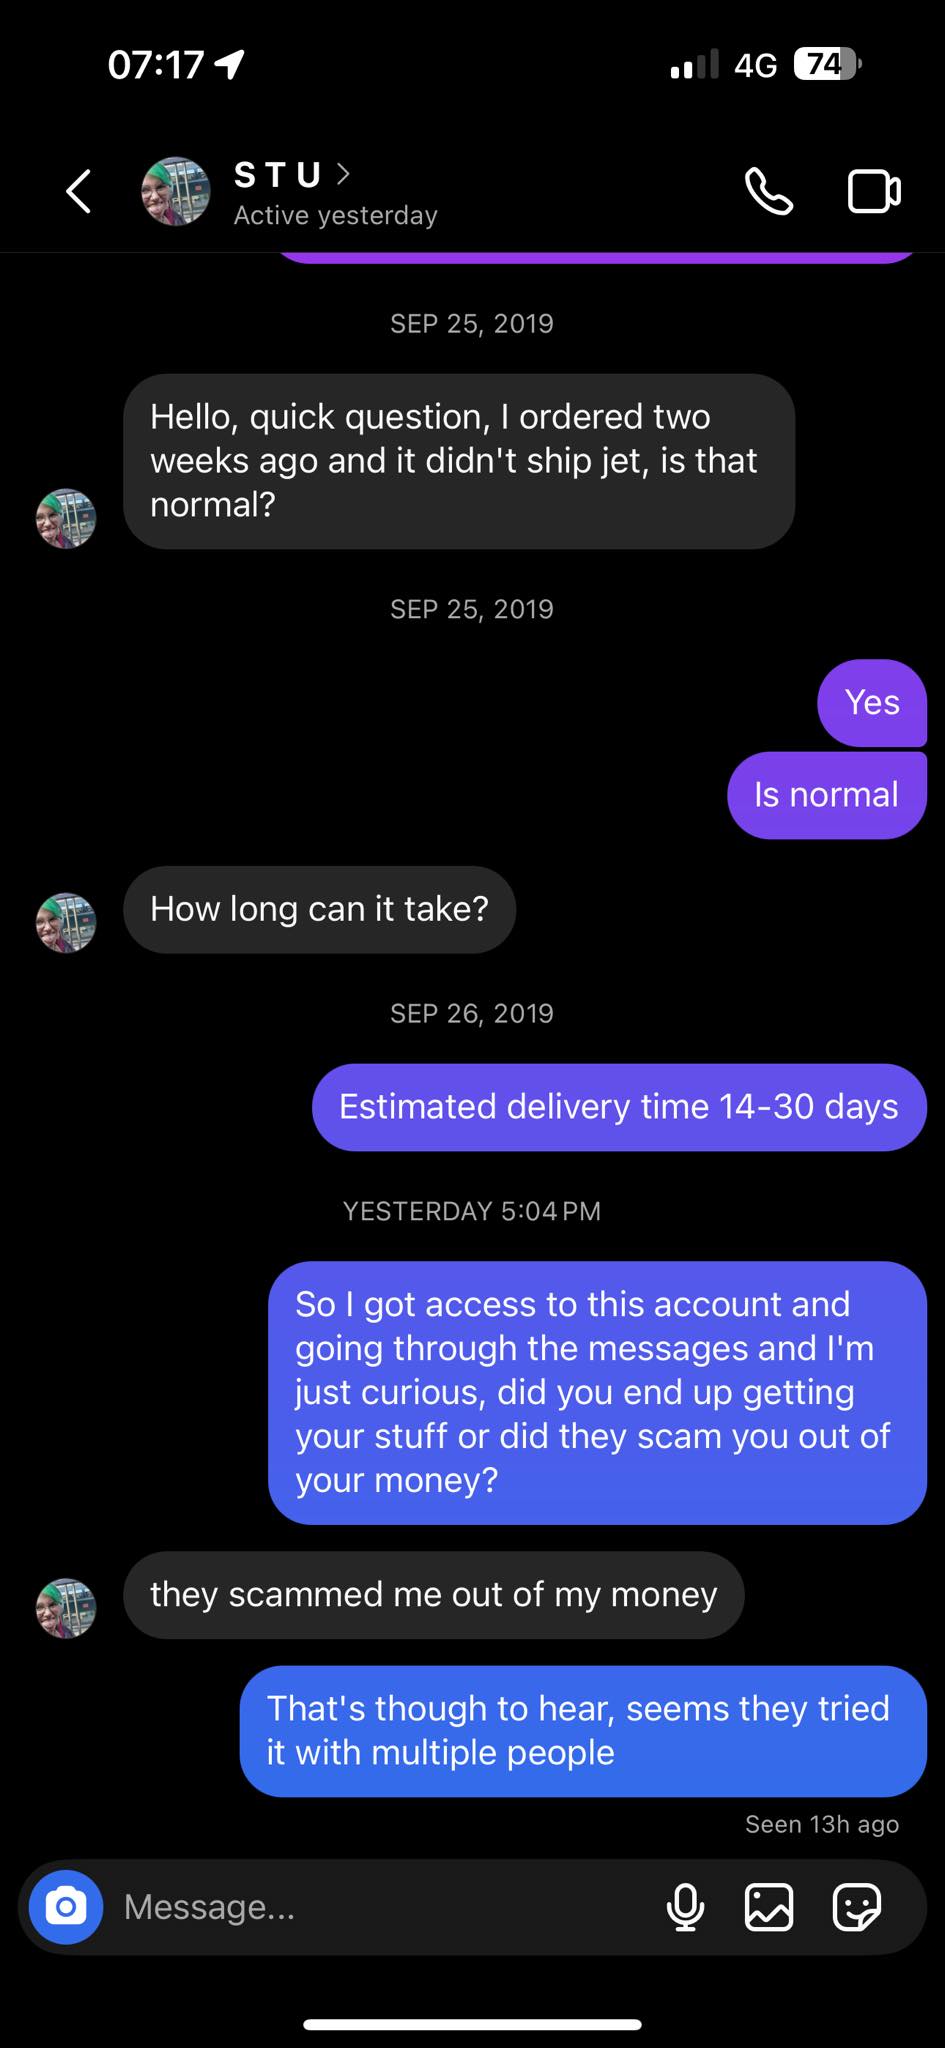 07:17
4G
74
S T U
Active yesterday
SEP 25, 2019
Hello, quick question, I ordered two
weeks ago and it didn't ship jet, is that
normal?
SEP 25, 2019
Yes
Is normal
How long can it take?
SEP 26, 2019
Estimated delivery time 14-30 days
YESTERDAY 5:04 PM
So I got access to this account and
going through the messages and I'm
just curious, did you end up getting
your stuff or did they scam you out of
your money?
they scammed me out of my money
That's though to hear, seems they tried
it with multiple people
Seen 13h ago
Message...